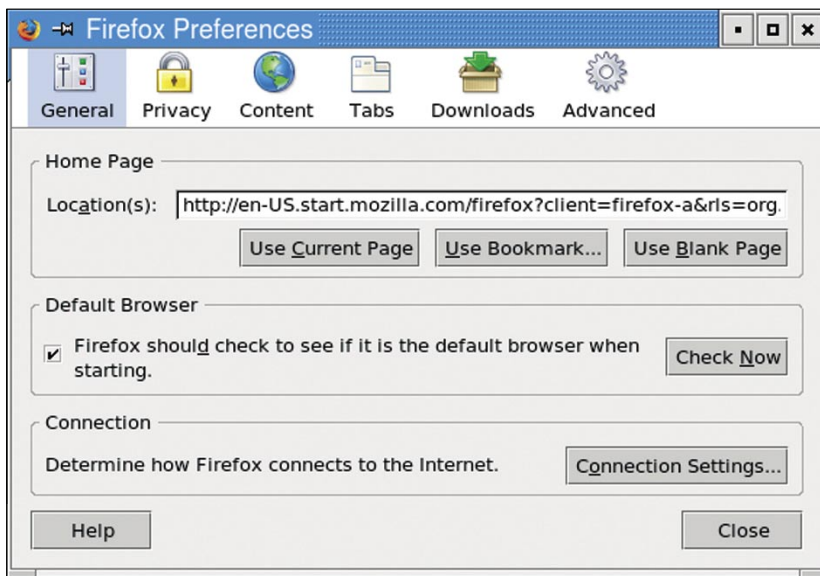 Firefox Preferences
General Privacy Content Tabs Downloads Advanced
Home Page
Location(s): http://en-US.start.mozilla.com/firefox?client=firefox-a&rls=org.
Use Current Page Use Bookmark... Use Blank Page
Default Browser
Firefox should check to see if it is the default browser when
starting.
Check Now
Connection
Determine how Firefox connects to the Internet. Connection Settings...
Help Close